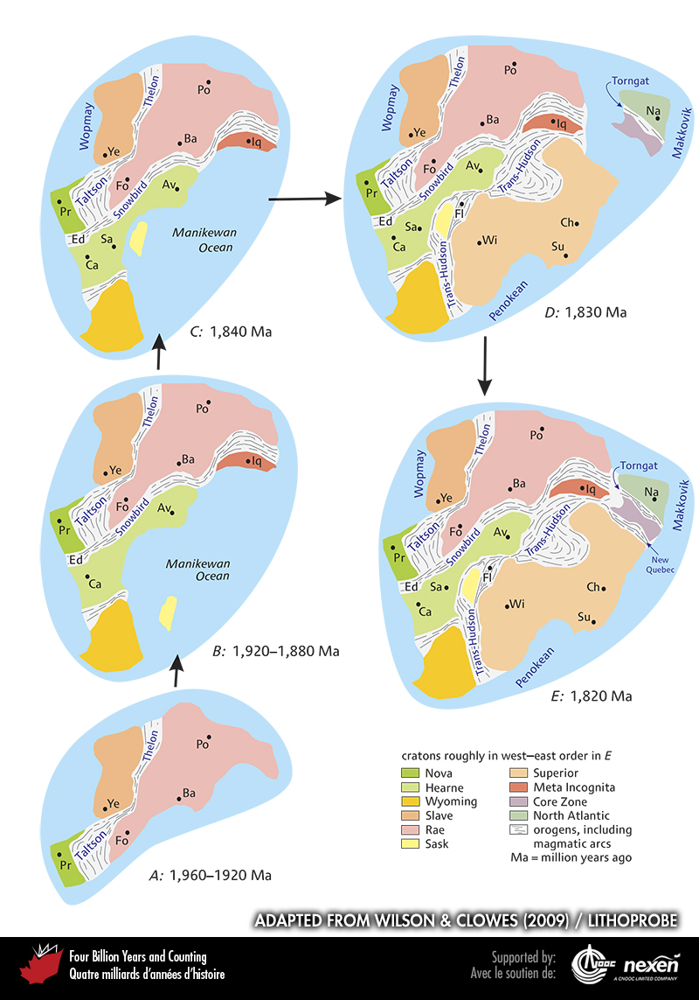 Wopmay
Thelon
Po
Ye
Ba
Iq
Taltson
Fo
Snowbird
Av
Pr
Ed
Sa
Ca
Manikewan
Ocean
C: 1,840 Ma
Wopmay
Thelon
Po
Torngat
Na
Makkovik
Ye
Ba
Iq
Taltson
Fo
Snowbird
Av
Trans-Hudson
Pr
Ed
Sa
Fl
Ca
Wi
Ch
Su
Trans-Hudson
Penokean
D: 1,830 Ma
Thelon
Po
Ye
Ba
Iq
Taltson
Fo
Snowbird
Av
Pr
Ed
Ca
Manikewan
Ocean
B: 1,920–1,880 Ma
Wopmay
Thelon
Po
Torngat
Na
Makkovik
Ye
Ba
Iq
Taltson
Fo
Snowbird
Av
Trans-Hudson
New
Quebec
Pr
Ed
Sa
Fl
Ca
Wi
Ch
Su
Trans-Hudson
Penokean
E: 1,820 Ma
Thelon
Po
Ye
Ba
Taltson
Fo
Pr
A: 1,960–1920 Ma
cratons roughly in west–east order in E
Nova
Hearne
Wyoming
Slave
Rae
Sask
Superior
Meta Incognita
Core Zone
North Atlantic
orogens, including
magmatic arcs
Ma = million years ago
ADAPTED FROM WILSON & CLOWES (2009) / LITHOPROBE
Four Billion Years and Counting
Quatre milliards d'années d'histoire
Supported by:
Avec le soutien de:
CNOOC
nexen
A CNOOC LIMITED COMPANY